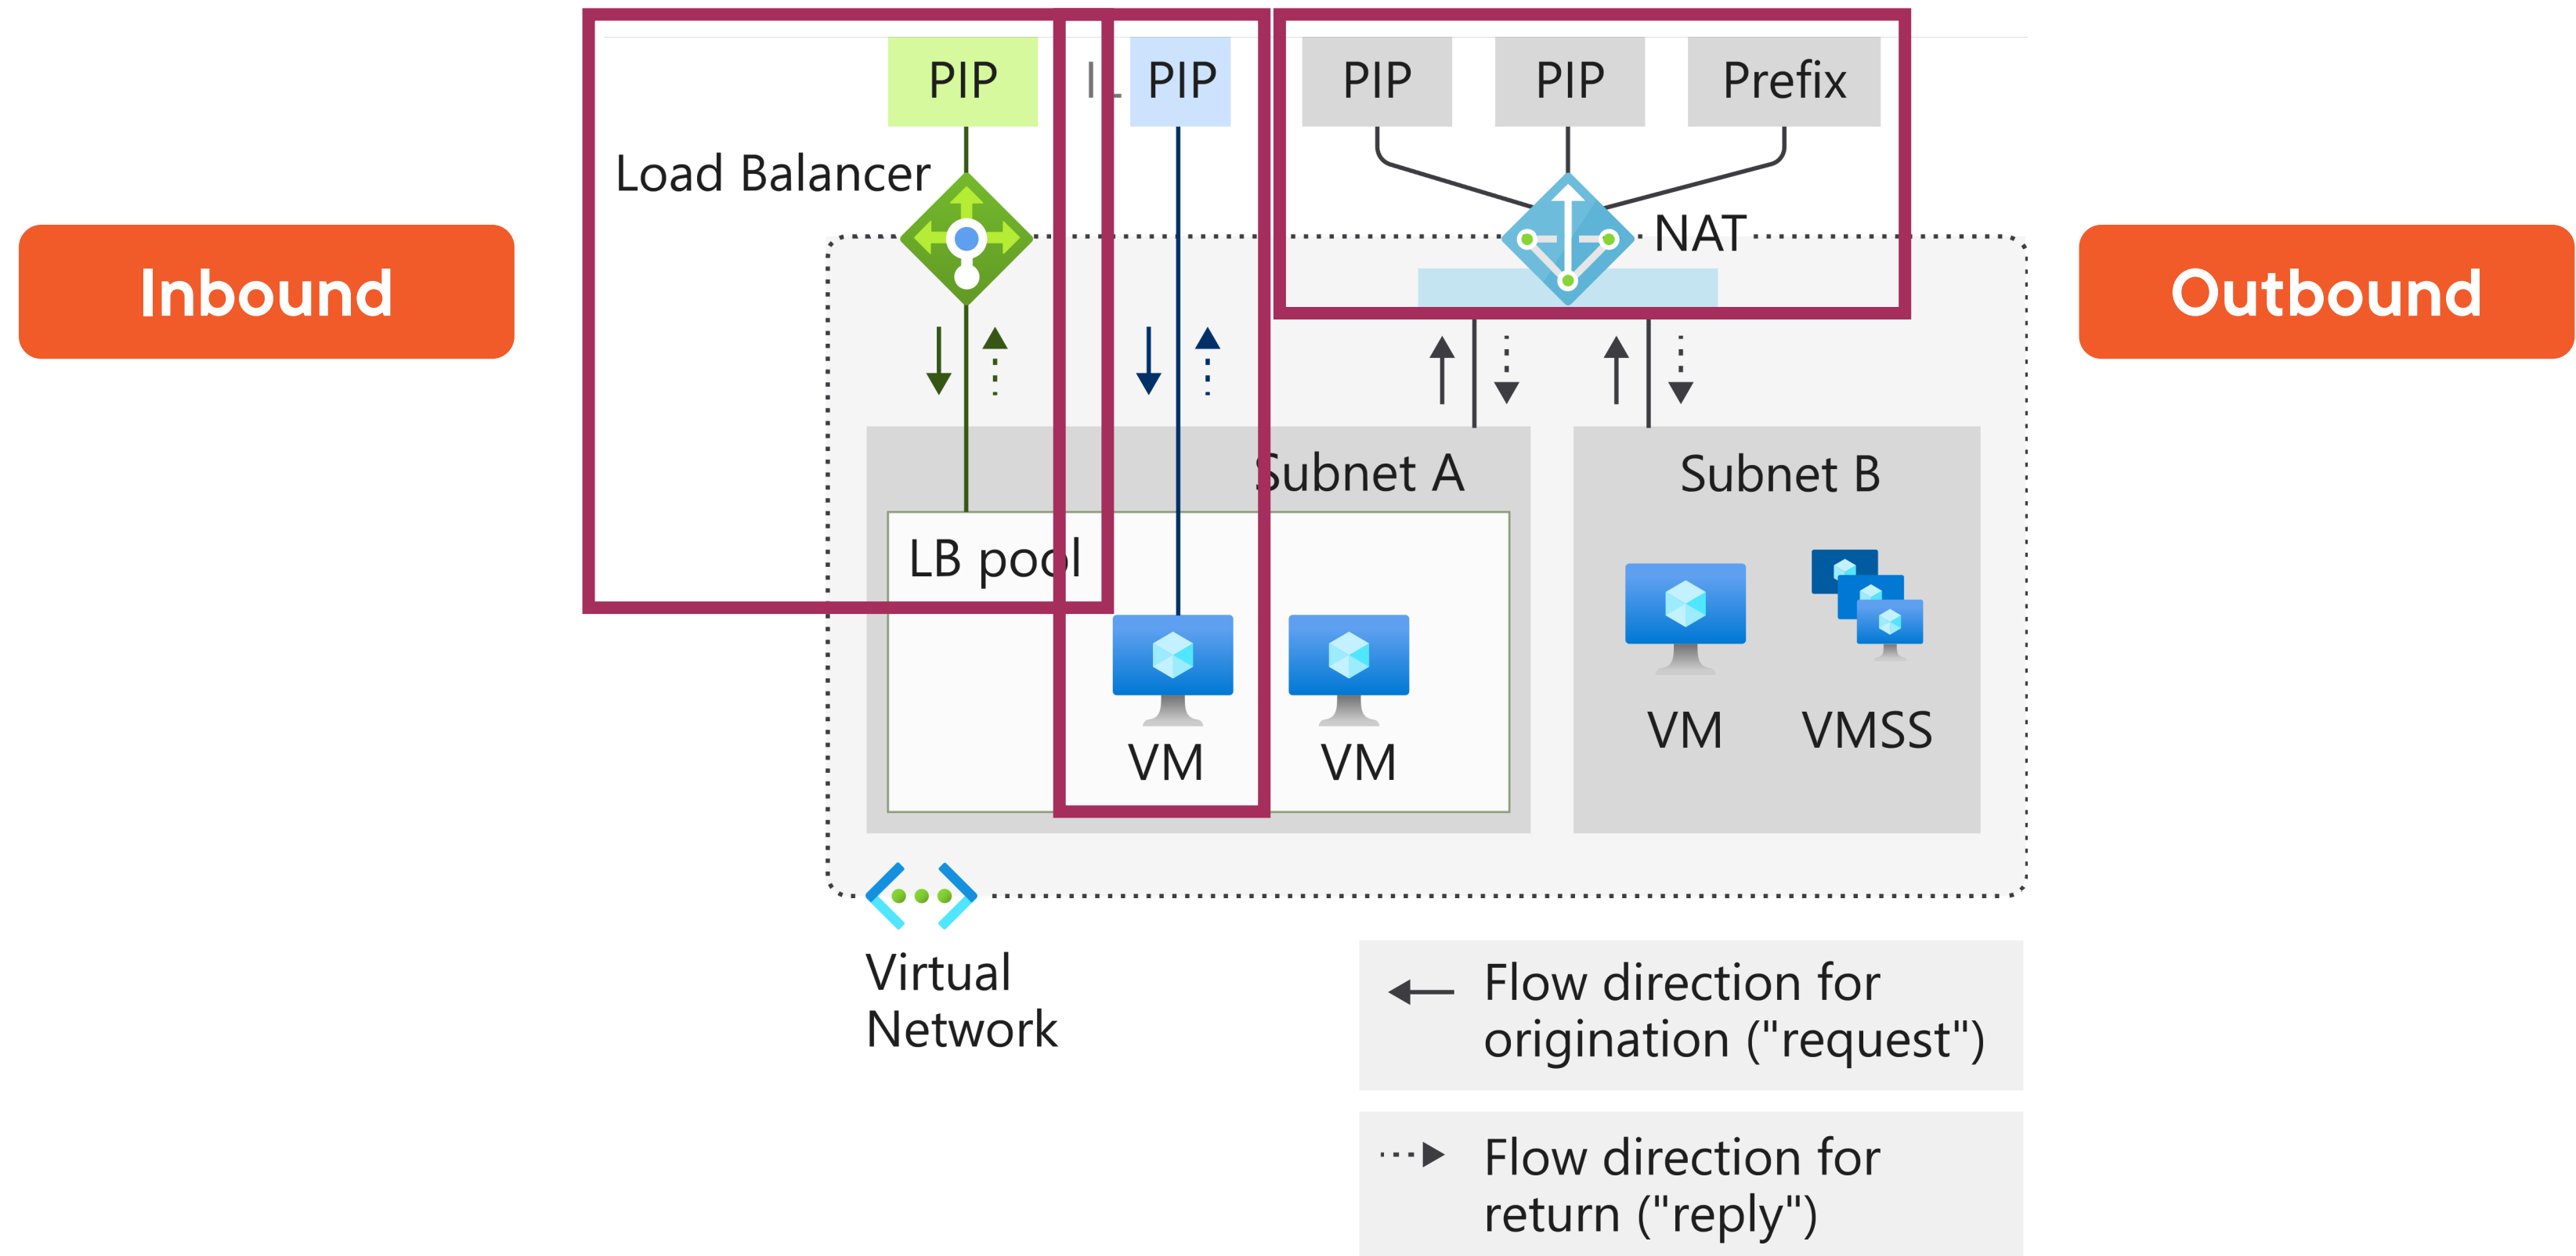 PIP
PIP
PIP
PIP
Prefix
Load Balancer
NAT
Inbound
Outbound
Subnet A
Subnet B
LB pool
VM
VM
VM
VMSS
Virtual
Network
Flow direction for
origination ("request")
Flow direction for
return ("reply")